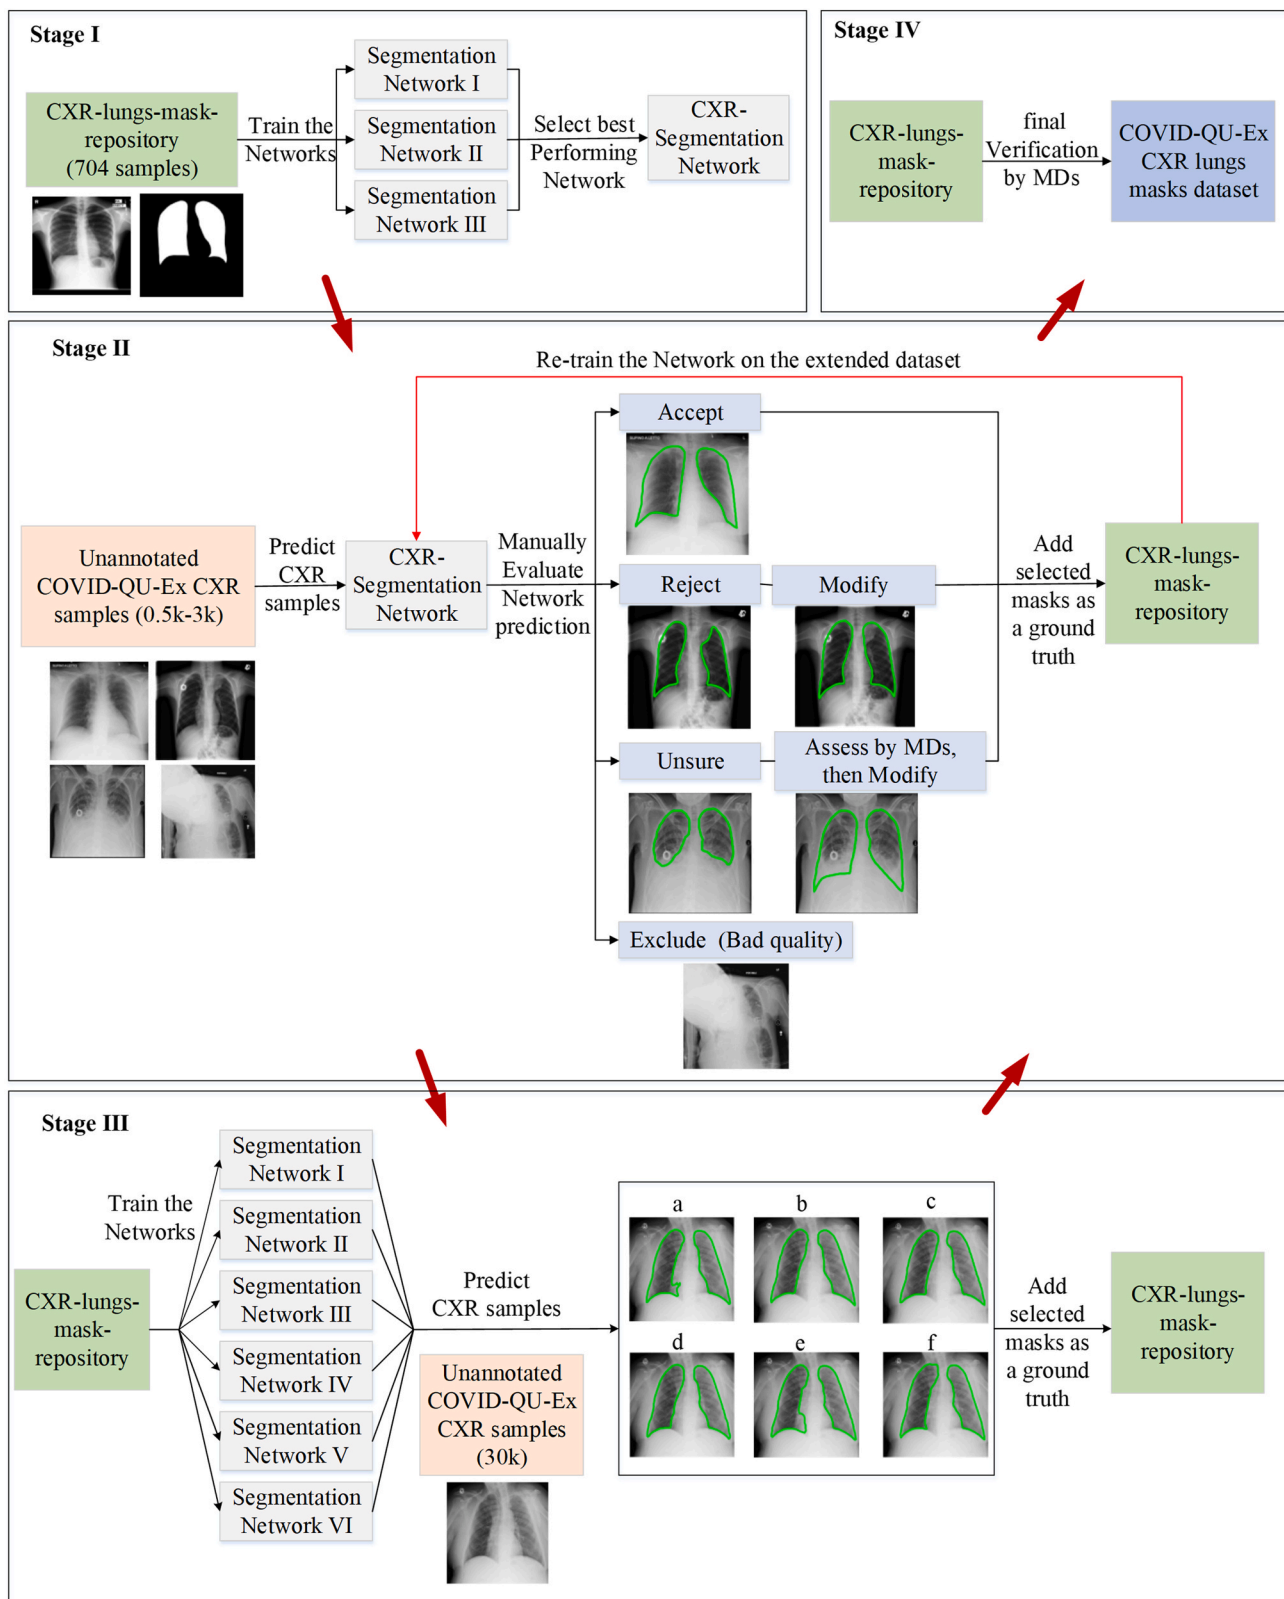 Stage I
CXR-lungs-mask-
repository
(704 samples)
Train the
Networks
Segmentation
Network I
Segmentation
Network II
Segmentation
Network III
Select best
Performing
Network
CXR-
Segmentation
Network
Stage IV
CXR-lungs-
mask-
repository
final
Verification
by MDs
COVID-QU-Ex
CXR lungs
masks dataset
Stage II
Re-train the Network on the extended dataset
Unannotated
COVID-QU-Ex CXR
samples (0.5k-3k)
Predict
CXR
samples
CXR-
Segmentation
Network
Manually
Evaluate
Network
prediction
Accept
Reject
Modify
Unsure
Assess by MDs,
then Modify
Exclude (Bad quality)
Add
selected
masks as
a ground
truth
CXR-lungs-
mask-
repository
Stage III
CXR-lungs-
mask-
repository
Train the
Networks
Segmentation
Network I
Segmentation
Network II
Segmentation
Network III
Segmentation
Network IV
Segmentation
Network V
Segmentation
Network VI
Predict
CXR samples
Unannotated
COVID-QU-Ex
CXR samples
(30k)
a
b
c
d
e
f
Add
selected
masks as
a ground
truth
CXR-lungs-
mask-
repository